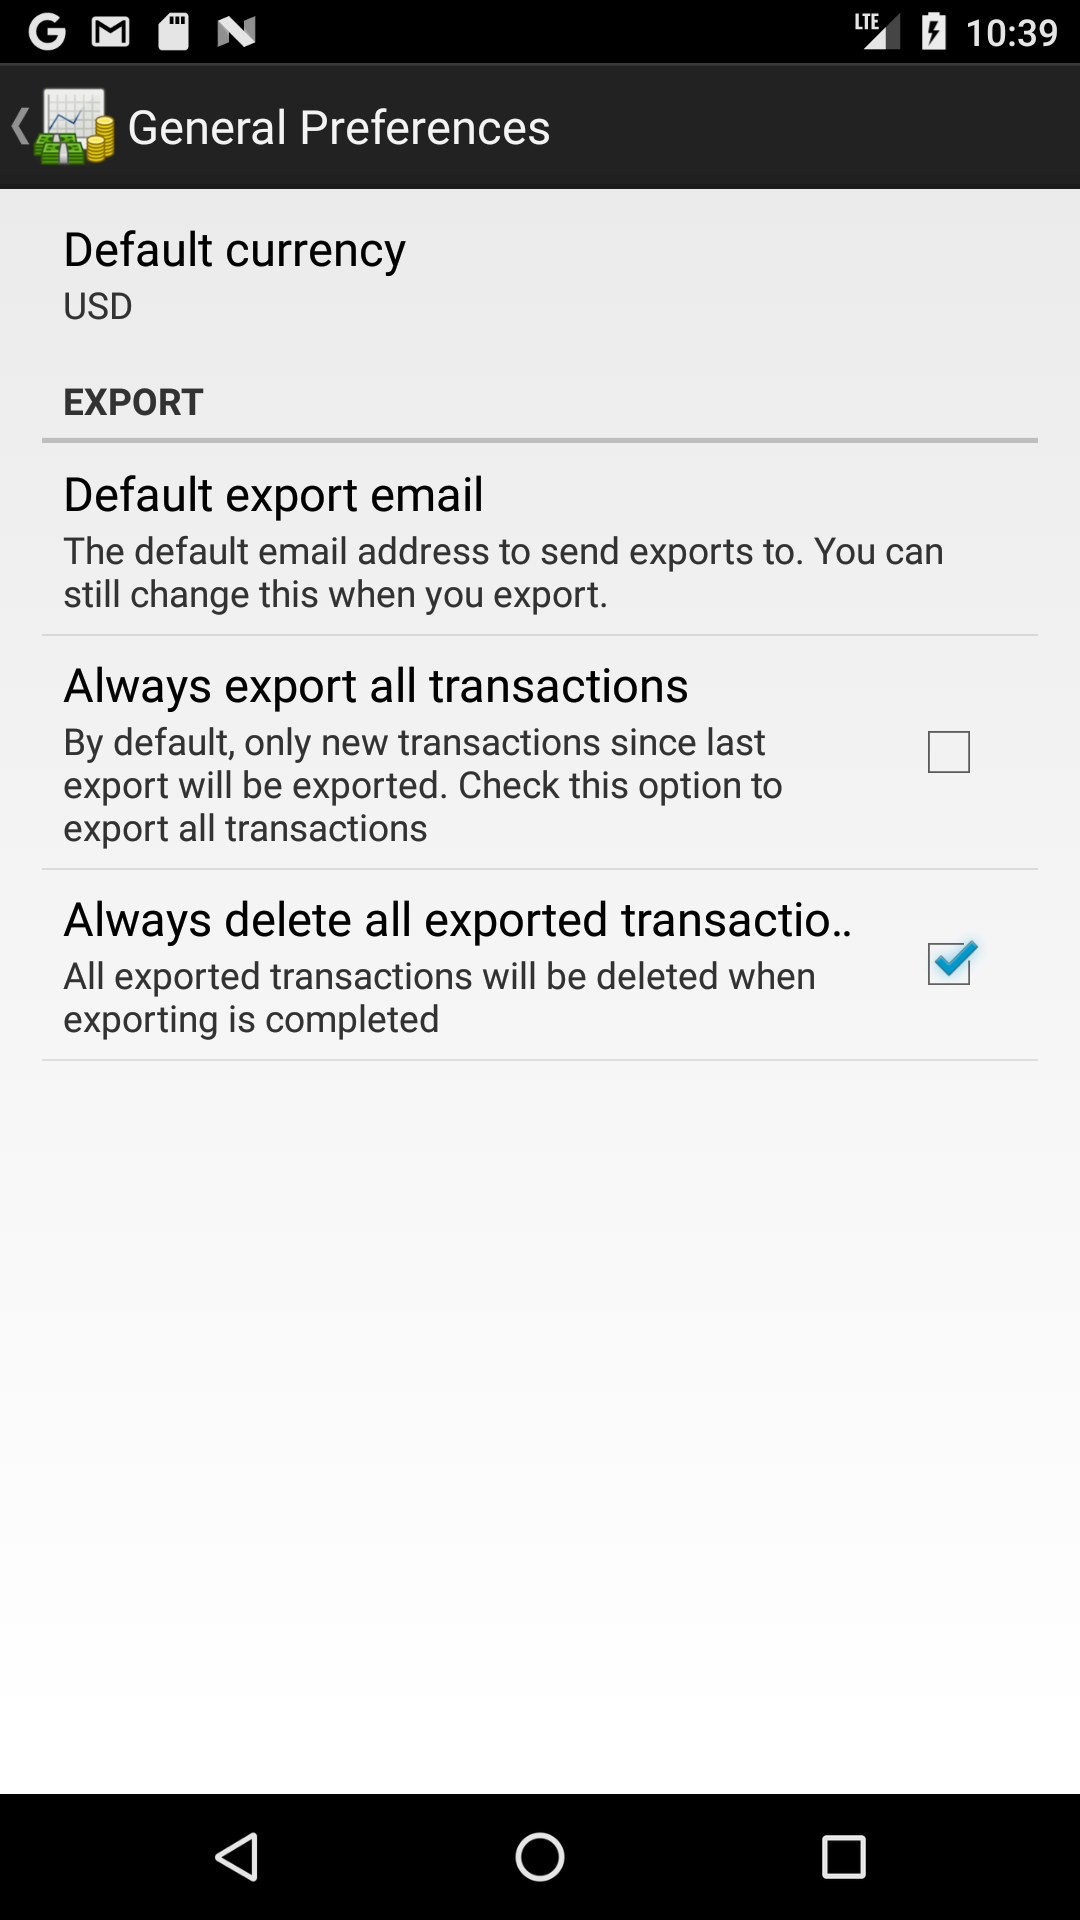 LTE 10:39
General Preferences
Default currency
USD
EXPORT
Default export email
The default email address to send exports to. You can
still change this when you export.
Always export all transactions
By default, only new transactions since last
export will be exported. Check this option to
export all transactions
Always delete all exported transactio..
All exported transactions will be deleted when
exporting is completed